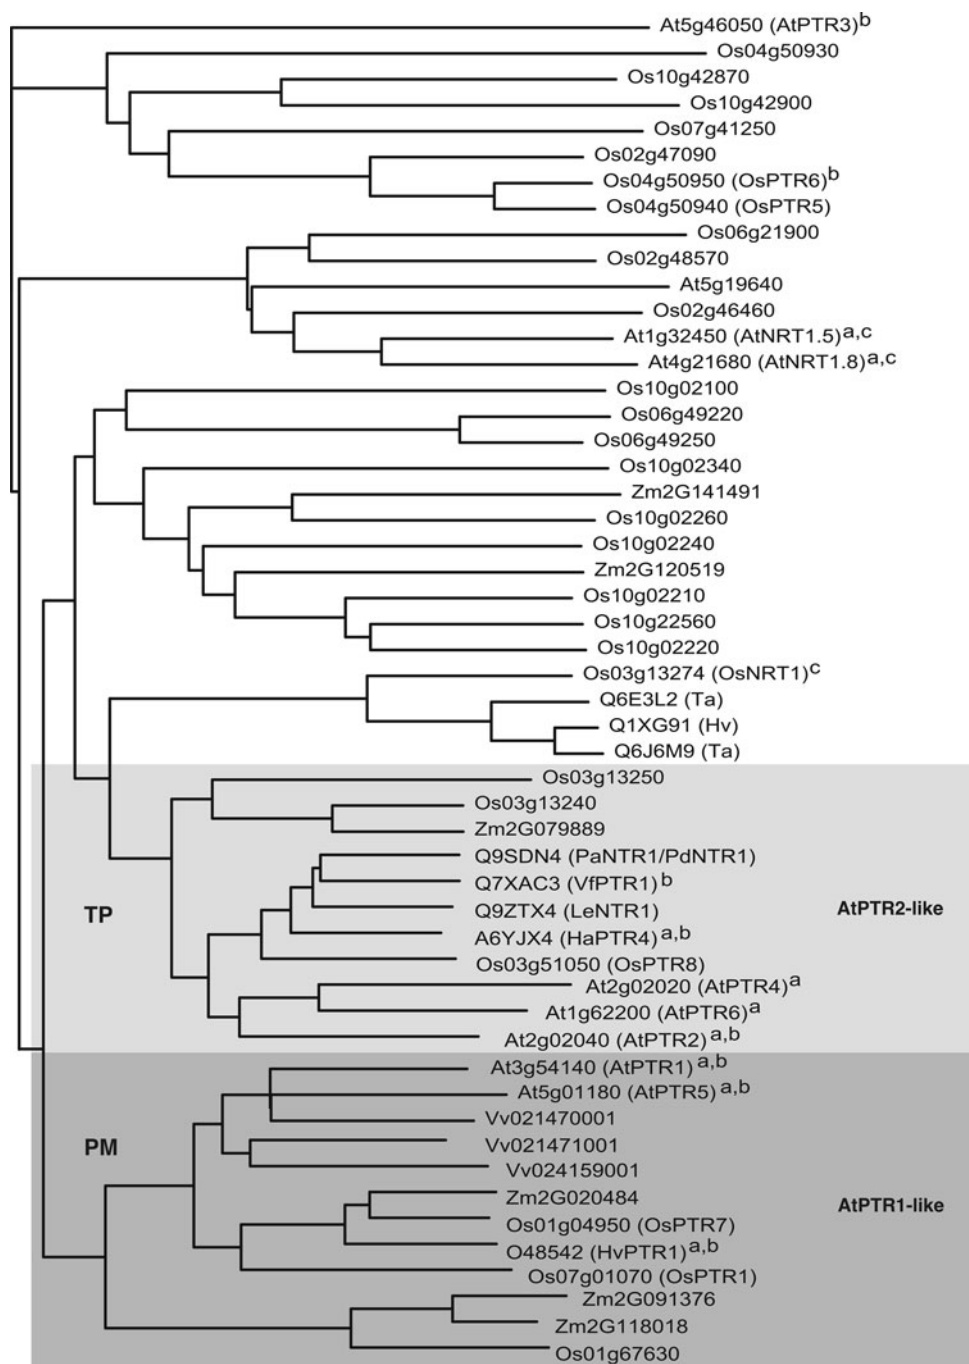 At5g46050 (AtPTR3)b
Os04g50930
Os10g42870
Os10g42900
Os07g41250
Os02g47090
Os04g50950 (OsPTR6)b
Os04g50940 (OsPTR5)
Os06g21900
Os02g48570
At5g19640
Os02g46460
At1g32450 (AtNRT1.5)a,c
At4g21680 (AtNRT1.8)a,c
Os10g02100
Os06g49220
Os06g49250
Os10g02340
Zm2G141491
Os10g02260
Os10g02240
Zm2G120519
Os10g02210
Os10g22560
Os10g02220
Os03g13274 (OsNRT1)c
Q6E3L2 (Ta)
Q1XG91 (Hv)
Q6J6M9 (Ta)
Os03g13250
Os03g13240
Zm2G079889
Q9SDN4 (PaNTR1/PdNTR1)
Q7XAC3 (VfPTR1)b
Q9ZTX4 (LeNTR1)
TP
AtPTR2-like
A6YJX4 (HaPTR4)a,b
Os03g51050 (OsPTR8)
At2g02020 (AtPTR4)a
At1g62200 (AtPTR6)a
At2g02040 (AtPTR2)a,b
At3g54140 (AtPTR1)a,b
At5g01180 (AtPTR5)a,b
Vv021470001
Vv021471001
PM
Vv024159001
Zm2G020484
AtPTR1-like
Os01g04950 (OsPTR7)
O48542 (HvPTR1)a,b
Os07g01070 (OsPTR1)
Zm2G091376
Zm2G118018
Os01g67630